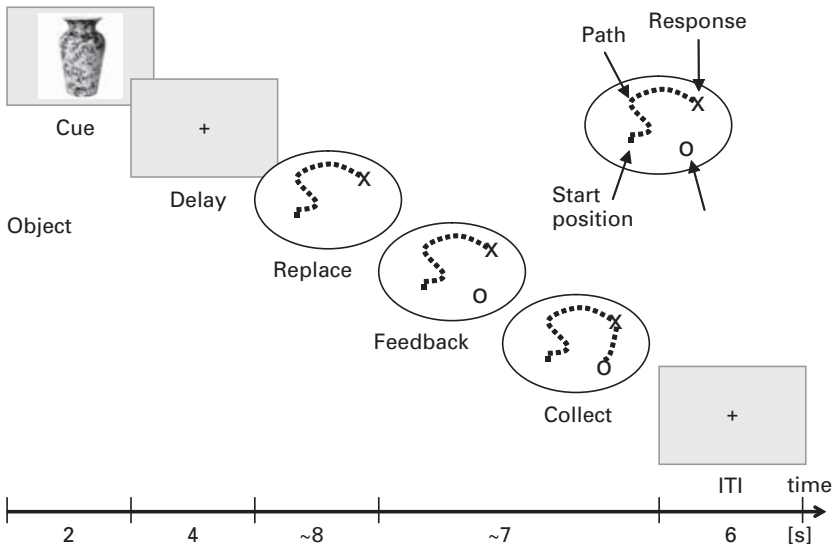 Path
Response
Cue
+
X
O
Delay
Start
position
Object
X
Replace
X
O
Feedback
X
O
Collect
+
ITI
time
2
4
~8
~7
6
[s]